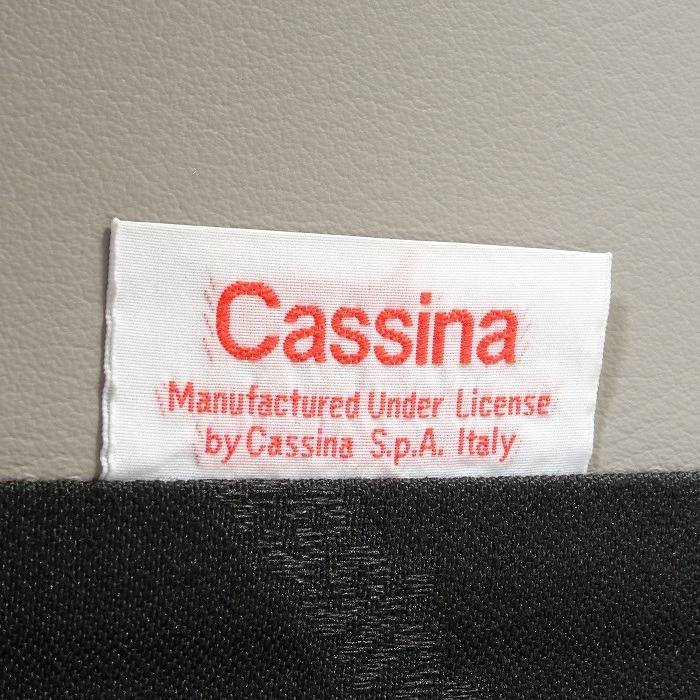 Cassina
Manufactured Under License
by Cassina S.p.A. Italy